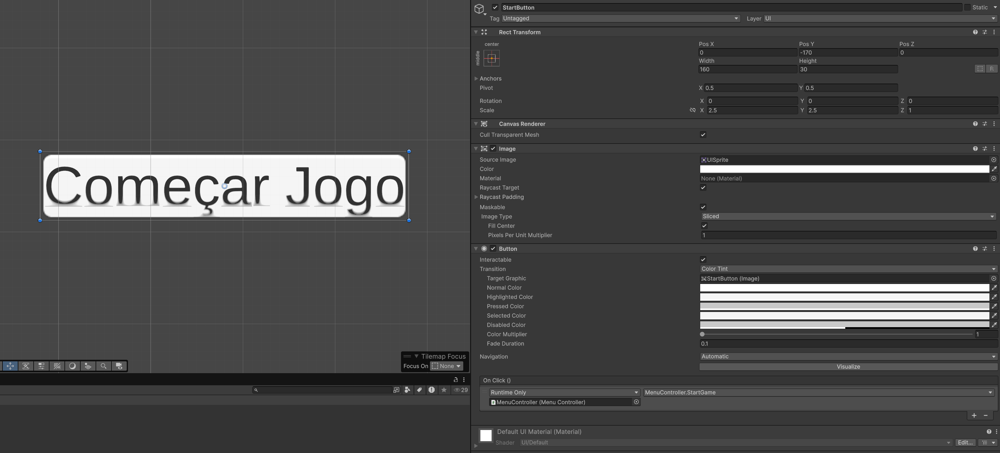 StartButton
Static
Tag Untagged Layer UI
Rect Transform
center
middle
Pos X Pos Y Pos Z
0 -170 0
Width Height
160 30
R
Anchors
Pivot X 0.5 Y 0.5
Rotation X 0 Y 0 Z 0
Scale X 2.5 Y 2.5 Z 1
Canvas Renderer
Cull Transparent Mesh
Image
Source Image UISprite
Color
Material None (Material)
Raycast Target
Raycast Padding
Maskable
Image Type Sliced
Fill Center
Pixels Per Unit Multiplier 1
Button
Interactable
Transition Color Tint
Target Graphic StartButton (Image)
Normal Color
Highlighted Color
Pressed Color
Selected Color
Disabled Color
Color Multiplier 1
Fade Duration 0.1
Navigation Automatic
Visualize
On Click ()
Runtime Only MenuController.StartGame
MenuController (Menu Controller)
+ −
Default UI Material (Material)
Shader UI/Default Edit...
Começar Jogo
Tilemap Focus
Focus On None
29